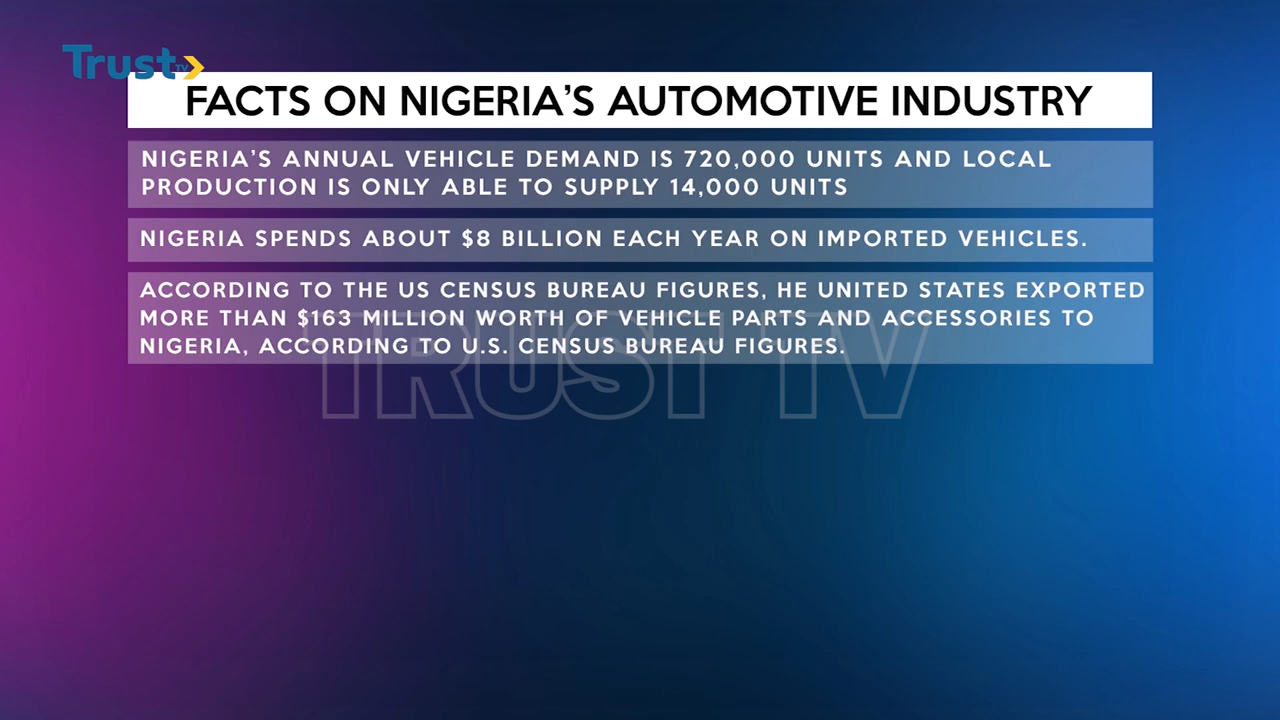 Trust TV
FACTS ON NIGERIA'S AUTOMOTIVE INDUSTRY
NIGERIA'S ANNUAL VEHICLE DEMAND IS 720,000 UNITS AND LOCAL
PRODUCTION IS ONLY ABLE TO SUPPLY 14,000 UNITS
NIGERIA SPENDS ABOUT $8 BILLION EACH YEAR ON IMPORTED VEHICLES.
ACCORDING TO THE US CENSUS BUREAU FIGURES, HE UNITED STATES EXPORTED
MORE THAN $163 MILLION WORTH OF VEHICLE PARTS AND ACCESSORIES TO
NIGERIA, ACCORDING TO U.S. CENSUS BUREAU FIGURES.
TRUST TV